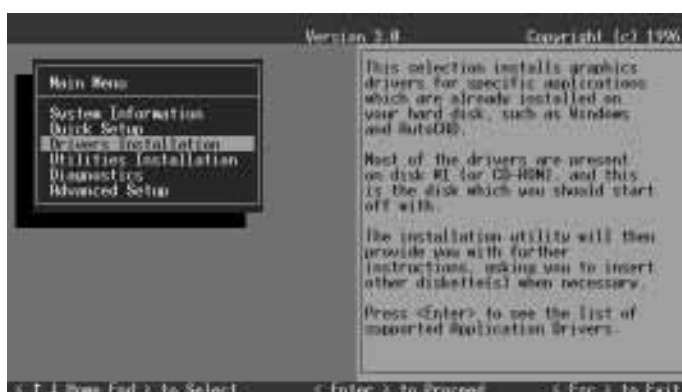 Version 3.0 Copyright (c) 1996
Main Menu
System Information
Quick Setup
Drivers Installation
Utilities Installation
Diagnostics
Advanced Setup
This selection installs graphics
drivers for specific applications
which are already installed on
your hard disk, such as Windows
and AutoCAD.
Most of the drivers are present
on disk #1 (or CD-ROM), and this
is the disk which you should start
off with.
The installation utility will then
provide you with further
instructions, asking you to insert
other diskette(s) when necessary.
Press <Enter> to see the list of
supported Application Drivers.
Home End > to Select < Enter > to Proceed < Esc > to Exit